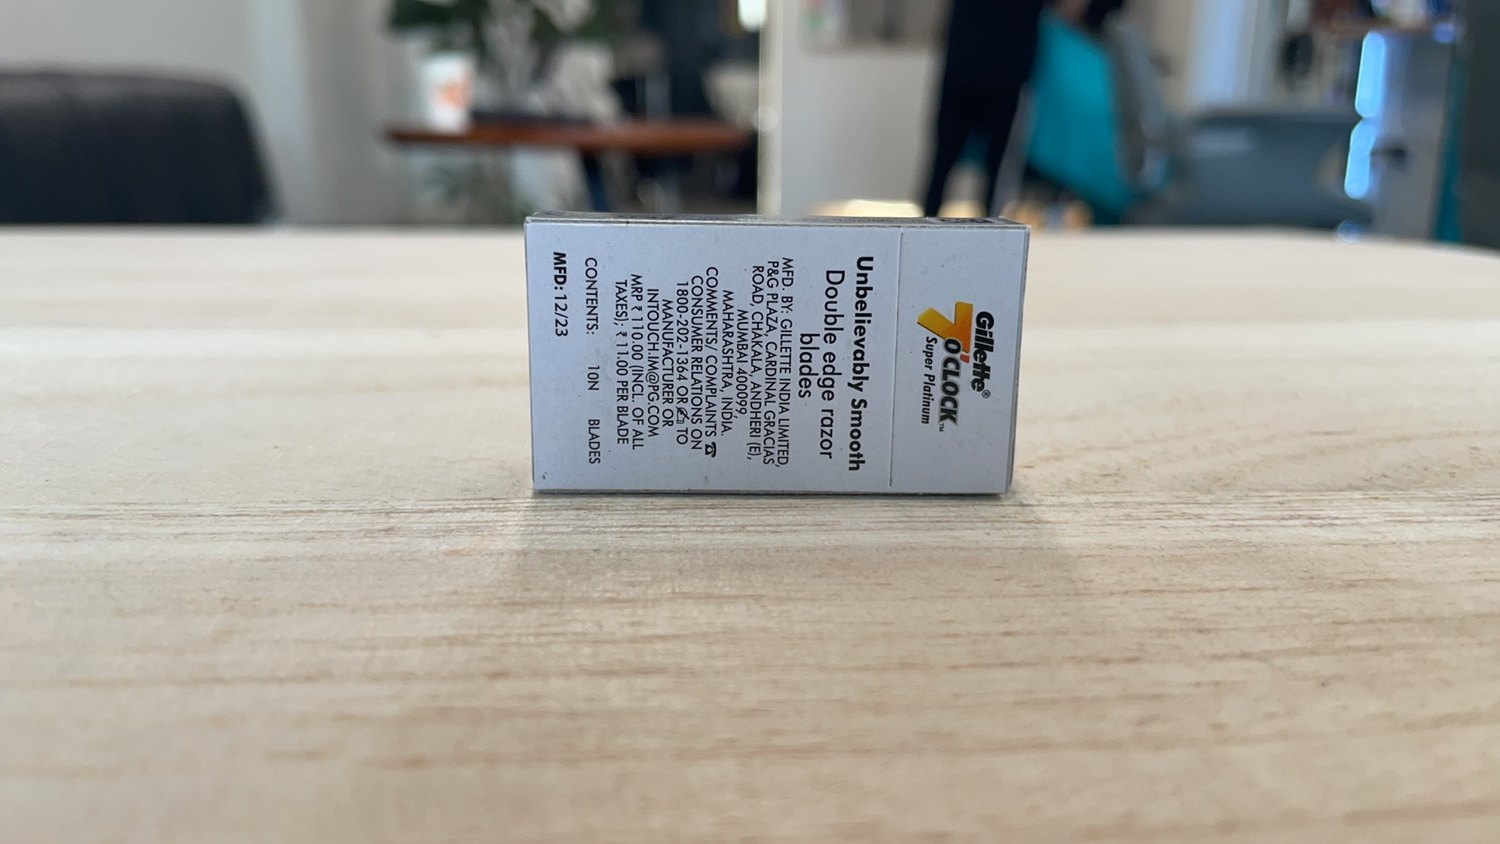 Gillette®
7 O'CLOCK™
Super Platinum
Unbelievably Smooth
Double edge razor
blades
MFD. BY: GILLETTE INDIA LIMITED,
P&G PLAZA, CARDINAL GRACIAS
ROAD, CHAKALA, ANDHERI (E),
MUMBAI 400099,
MAHARASHTRA, INDIA.
COMMENTS/ COMPLAINTS ☎
CONSUMER RELATIONS ON
1800-202-1364 OR ✍ TO
MANUFACTURER OR
INTOUCH.IM@PG.COM
MRP ₹ 110.00 (INCL. OF ALL
TAXES); ₹ 11.00 PER BLADE
CONTENTS: 10N BLADES
MFD: 12/23